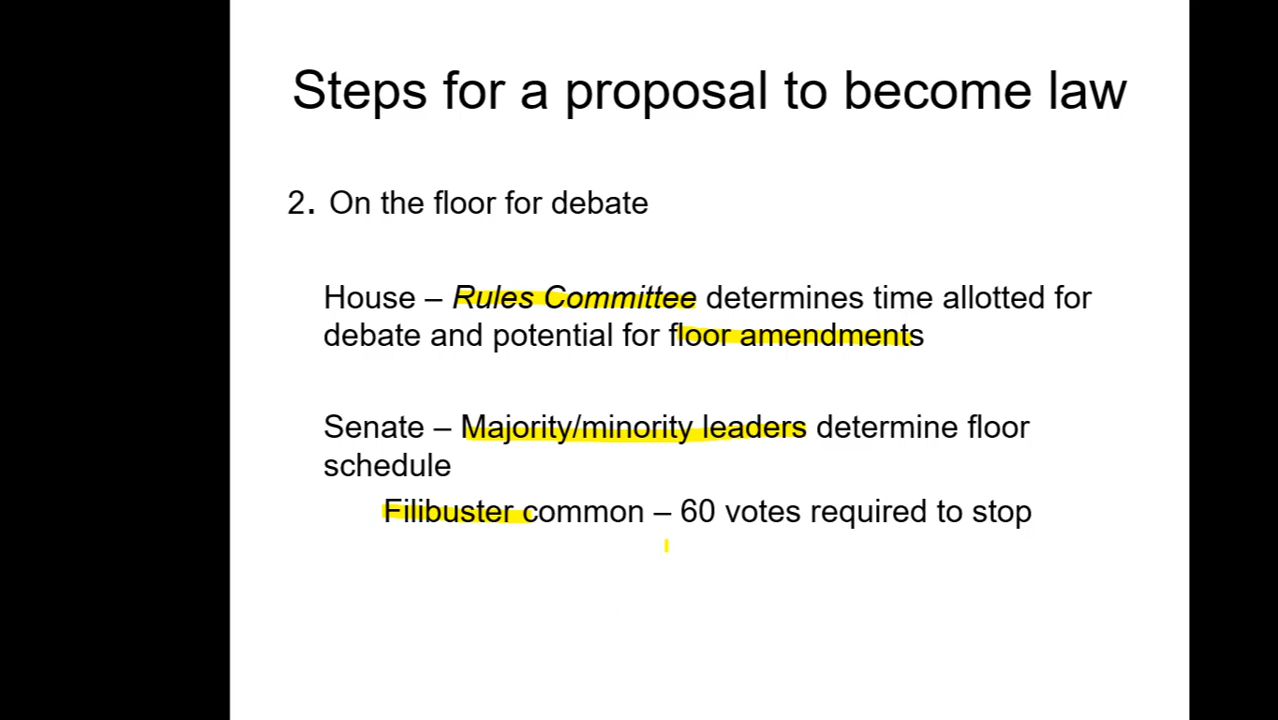 Steps for a proposal to become law
2. On the floor for debate
House – Rules Committee determines time allotted for
debate and potential for floor amendments
Senate – Majority/minority leaders determine floor
schedule
Filibuster common – 60 votes required to stop